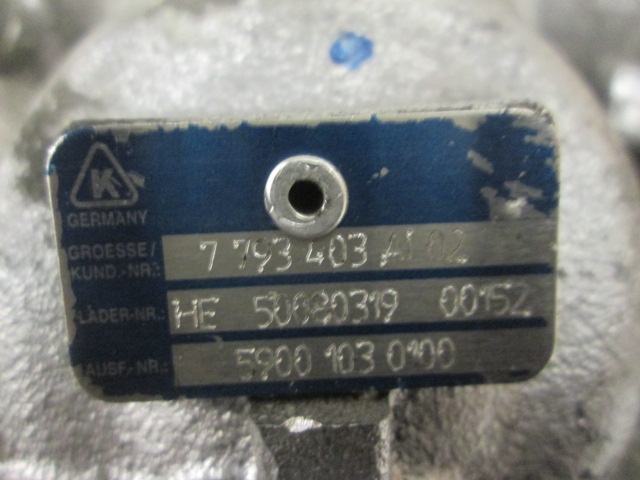 K
GERMANY
GROESSE/
KUND.-NR.: 7 793 403 AI 02
LADER-NR.: HE 50080319 00152
AUSF.-NR.: 5900 103 0100